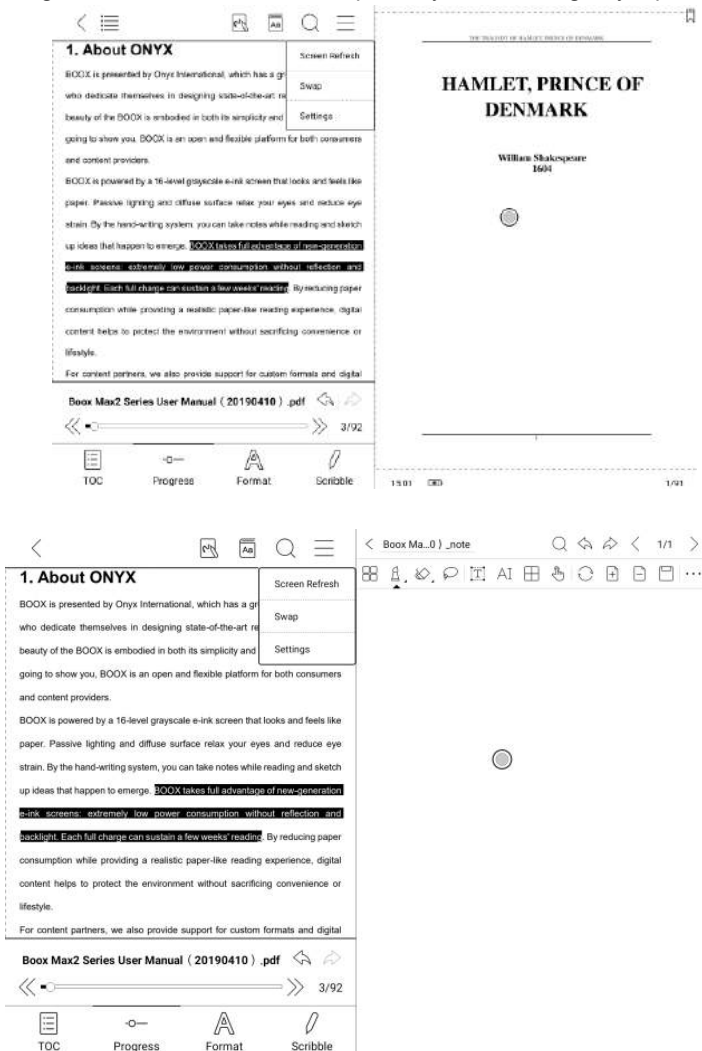 1. About ONYX
Screen Refresh
BOOX is presented by Onyx International, which has a gr
who dedicate themselves in designing state-of-the-art re
Swap
beauty of the BOOX is embodied in both its simplicity and
Settings
going to show you. BOOX is an open and flexible platform for both consumers
and content providers.
BOOX is powered by a 16-level grayscale e-ink screen that looks and feels like
paper. Passive lighting and diffuse surface relax your eyes and reduce eye
strain. By the hand-writing system, you can take notes while reading and sketch
up ideas that happen to emerge. BOOX takes full advantage of new-generation
e-ink screens: extremely low power consumption without reflection and
backlight. Each full charge can sustain a few weeks' reading. By reducing paper
consumption while providing a realistic paper-like reading experience, digital
content helps to protect the environment without sacrificing convenience or
lifestyle.
For content partners, we also provide support for custom formats and digital
Boox Max2 Series User Manual（20190410）.pdf
3/92
TOC Progress Format Scribble
THE TRAGEDY OF HAMLET, PRINCE OF DENMARK
HAMLET, PRINCE OF
DENMARK
William Shakespeare
1604
1
15:01
1/91
1. About ONYX
Screen Refresh
BOOX is presented by Onyx International, which has a gr
Swap
who dedicate themselves in designing state-of-the-art re
Settings
beauty of the BOOX is embodied in both its simplicity and
going to show you, BOOX is an open and flexible platform for both consumers
and content providers.
BOOX is powered by a 16-level grayscale e-ink screen that looks and feels like
paper. Passive lighting and diffuse surface relax your eyes and reduce eye
strain. By the hand-writing system, you can take notes while reading and sketch
up ideas that happen to emerge. BOOX takes full advantage of new-generation
e-ink screens: extremely low power consumption without reflection and
backlight. Each full charge can sustain a few weeks' reading. By reducing paper
consumption while providing a realistic paper-like reading experience, digital
content helps to protect the environment without sacrificing convenience or
lifestyle.
For content partners, we also provide support for custom formats and digital
Boox Max2 Series User Manual（20190410）.pdf
3/92
TOC Progress Format Scribble
Boox Ma...0）_note 1/1
AI